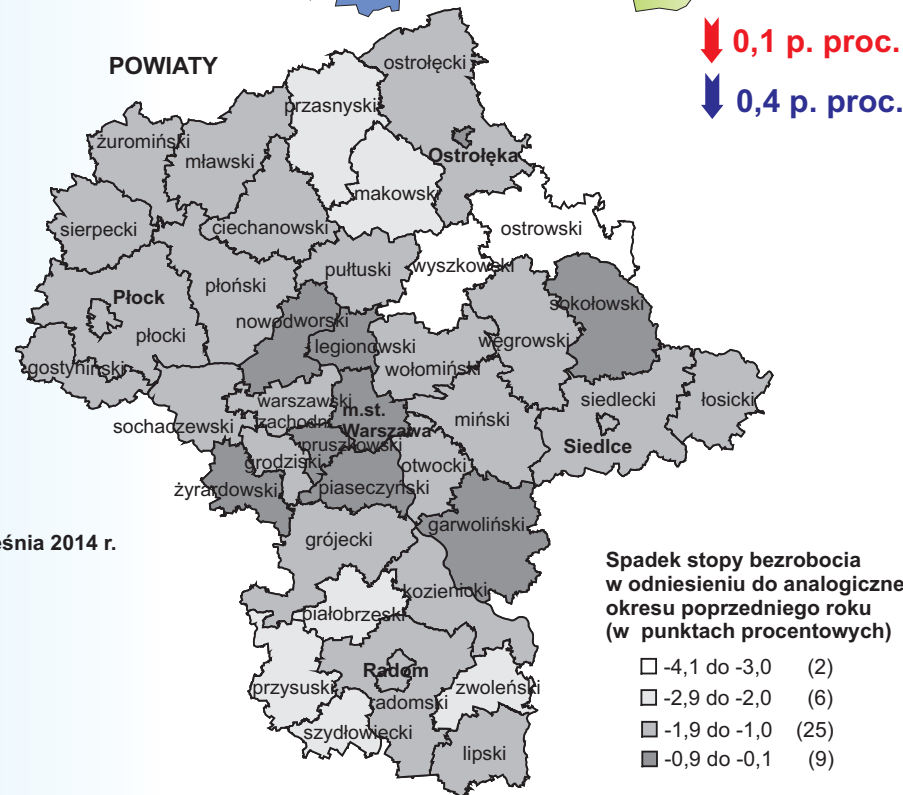 0,1 p. proc.
0,4 p. proc.
POWIATY
ostrołęcki
przasnyski
żuromiński
mławski
Ostrołęka
makowski
sierpecki
ciechanowski
ostrowski
pułtuski
wyszkowski
płoński
Płock
sokołowski
nowodworski
płocki
legionowski
węgrowski
wołomiński
gostyniński
warszawski
zachodni
m.st.
Warszawa
siedlecki
łosicki
miński
sochaczewski
pruszkowski
Siedlce
grodziski
otwocki
żyrardowski
piaseczyński
garwoliński
eśnia 2014 r.
grójecki
kozienicki
białobrzeski
Radom
przysuski
zwoleński
radomski
szydłowiecki
lipski
Spadek stopy bezrobocia
w odniesieniu do analogiczne
okresu poprzedniego roku
(w punktach procentowych)
-4,1 do -3,0 (2)
-2,9 do -2,0 (6)
-1,9 do -1,0 (25)
-0,9 do -0,1 (9)